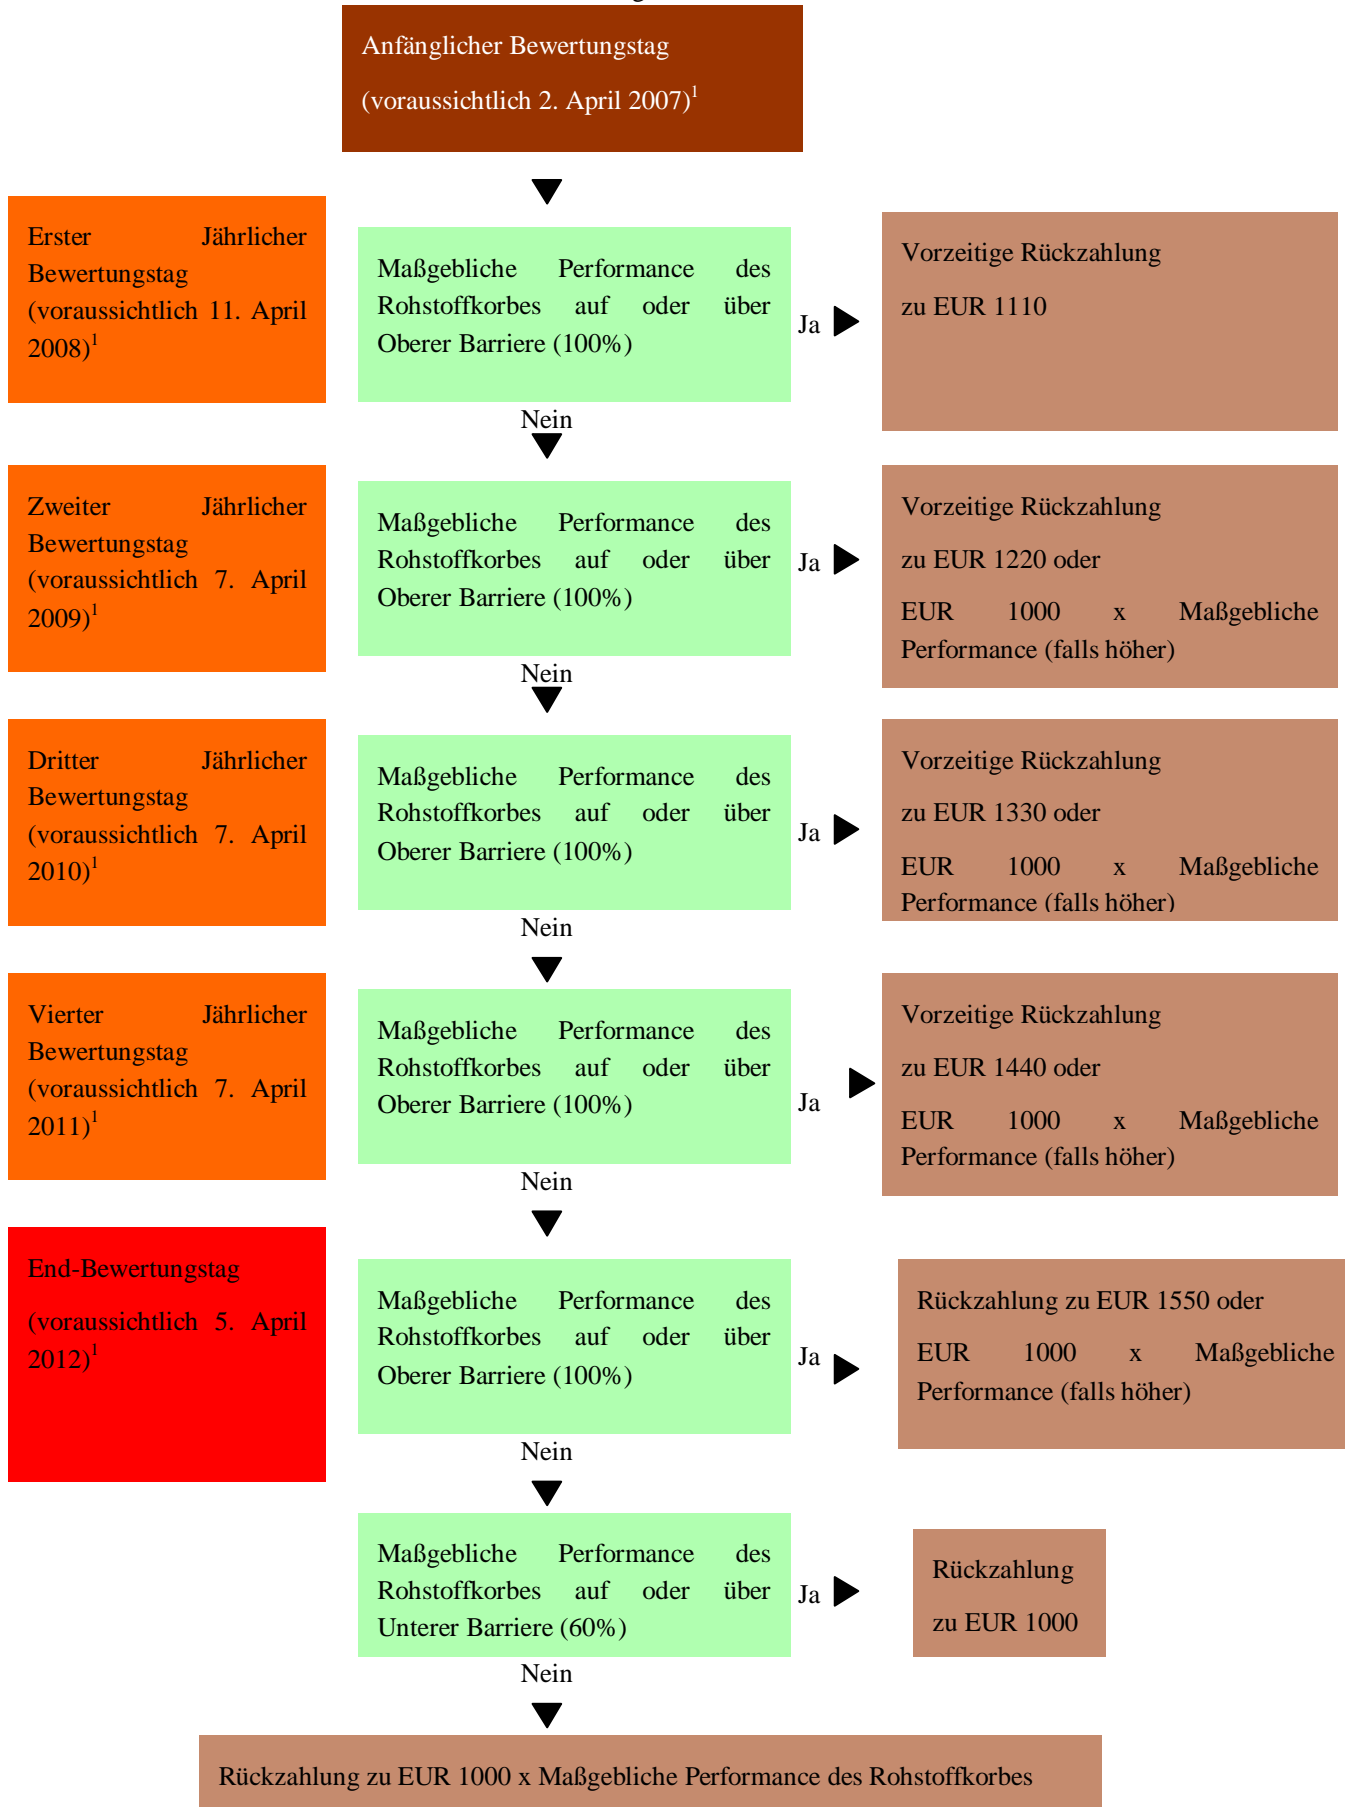 Anfänglicher Bewertungstag
(voraussichtlich 2. April 2007)1
Erster Jährlicher
Bewertungstag
(voraussichtlich 11. April
2008)1
Maßgebliche Performance des
Rohstoffkorbes auf oder über
Oberer Barriere (100%)
Ja
Vorzeitige Rückzahlung
zu EUR 1110
Nein
Zweiter Jährlicher
Bewertungstag
(voraussichtlich 7. April
2009)1
Maßgebliche Performance des
Rohstoffkorbes auf oder über
Oberer Barriere (100%)
Ja
Vorzeitige Rückzahlung
zu EUR 1220 oder
EUR 1000 x Maßgebliche
Performance (falls höher)
Nein
Dritter Jährlicher
Bewertungstag
(voraussichtlich 7. April
2010)1
Maßgebliche Performance des
Rohstoffkorbes auf oder über
Oberer Barriere (100%)
Ja
Vorzeitige Rückzahlung
zu EUR 1330 oder
EUR 1000 x Maßgebliche
Performance (falls höher)
Nein
Vierter Jährlicher
Bewertungstag
(voraussichtlich 7. April
2011)1
Maßgebliche Performance des
Rohstoffkorbes auf oder über
Oberer Barriere (100%)
Ja
Vorzeitige Rückzahlung
zu EUR 1440 oder
EUR 1000 x Maßgebliche
Performance (falls höher)
Nein
End-Bewertungstag
(voraussichtlich 5. April
2012)1
Maßgebliche Performance des
Rohstoffkorbes auf oder über
Oberer Barriere (100%)
Ja
Rückzahlung zu EUR 1550 oder
EUR 1000 x Maßgebliche
Performance (falls höher)
Nein
Maßgebliche Performance des
Rohstoffkorbes auf oder über
Unterer Barriere (60%)
Ja
Rückzahlung
zu EUR 1000
Nein
Rückzahlung zu EUR 1000 x Maßgebliche Performance des Rohstoffkorbes